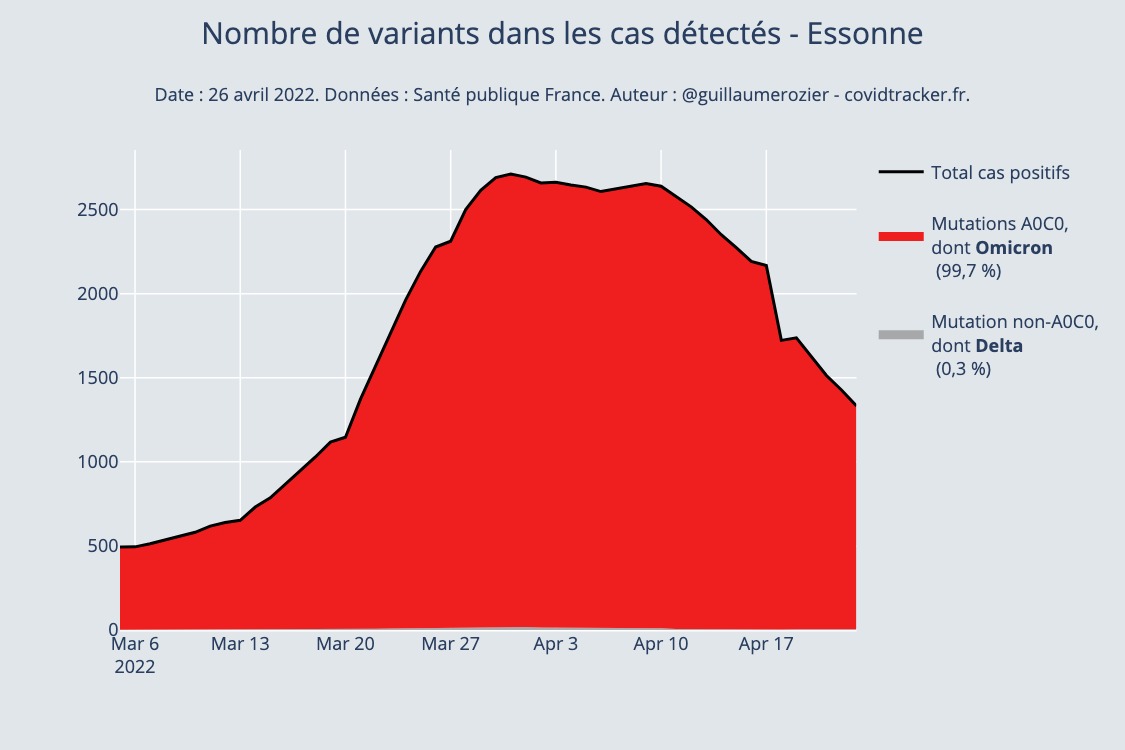 Nombre de variants dans les cas détectés - Essonne
Date : 26 avril 2022. Données : Santé publique France. Auteur : @guillaumerozier - covidtracker.fr.
Total cas positifs
Mutations A0C0,
dont Omicron
(99,7 %)
Mutation non-A0C0,
dont Delta
(0,3 %)
2500
2000
1500
1000
500
0
Mar 6 Mar 13 Mar 20 Mar 27 Apr 3 Apr 10 Apr 17
2022